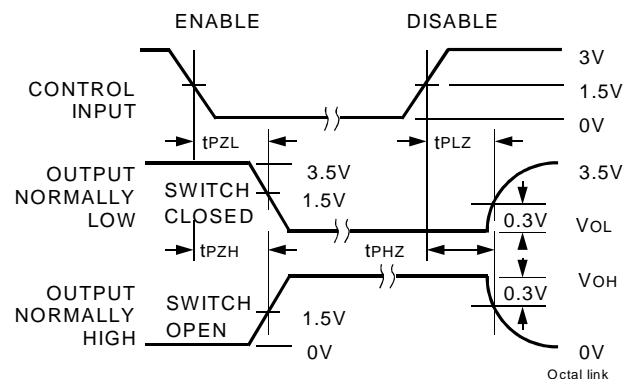 ENABLE DISABLE
CONTROL
INPUT
3V
1.5V
0V
tPZL tPLZ
OUTPUT
NORMALLY
LOW
SWITCH
CLOSED
3.5V
1.5V
3.5V
0.3V
VOL
tPZH tPHZ
OUTPUT
NORMALLY
HIGH
SWITCH
OPEN
1.5V
0V
0.3V
VOH
0V
Octal link